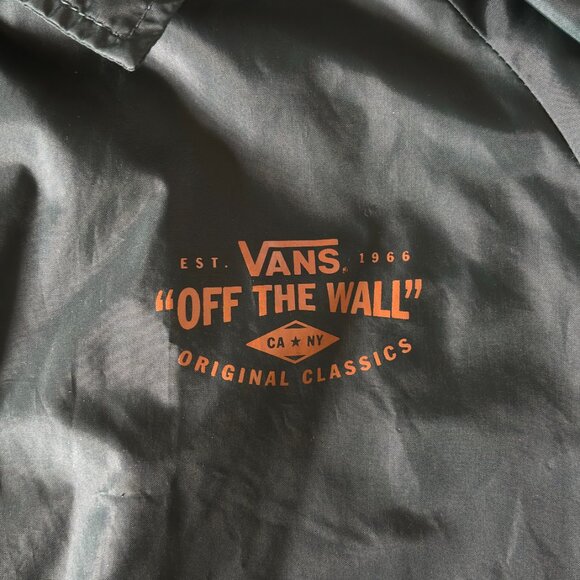 EST. VANS 1966
“OFF THE WALL”
CA ★ NY
ORIGINAL CLASSICS